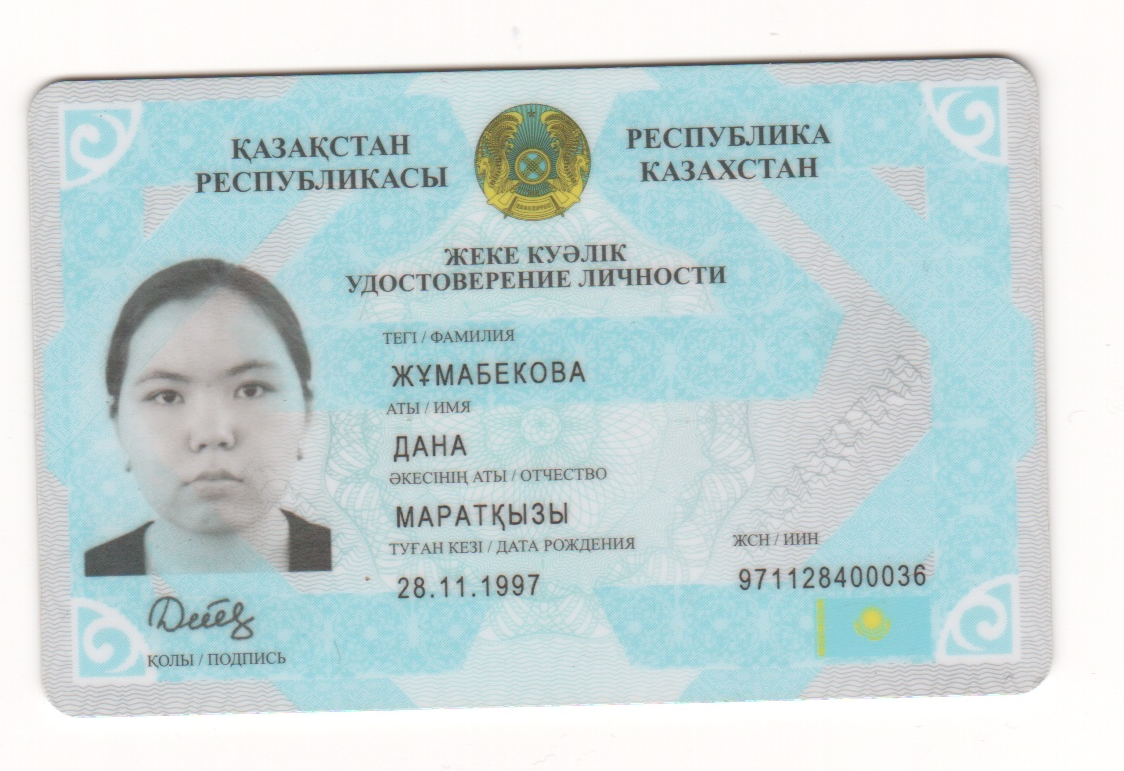 ҚАЗАҚСТАН
РЕСПУБЛИКАСЫ
РЕСПУБЛИКА
КАЗАХСТАН
ЖЕКЕ КУӘЛІК
УДОСТОВЕРЕНИЕ ЛИЧНОСТИ
ТЕГІ / ФАМИЛИЯ
ЖҰМАБЕКОВА
АТЫ / ИМЯ
ДАНА
ӘКЕСІНІҢ АТЫ / ОТЧЕСТВО
МАРАТҚЫЗЫ
ТУҒАН КЕЗІ / ДАТА РОЖДЕНИЯ
28.11.1997
ЖСН / ИИН
971128400036
ҚОЛЫ / ПОДПИСЬ